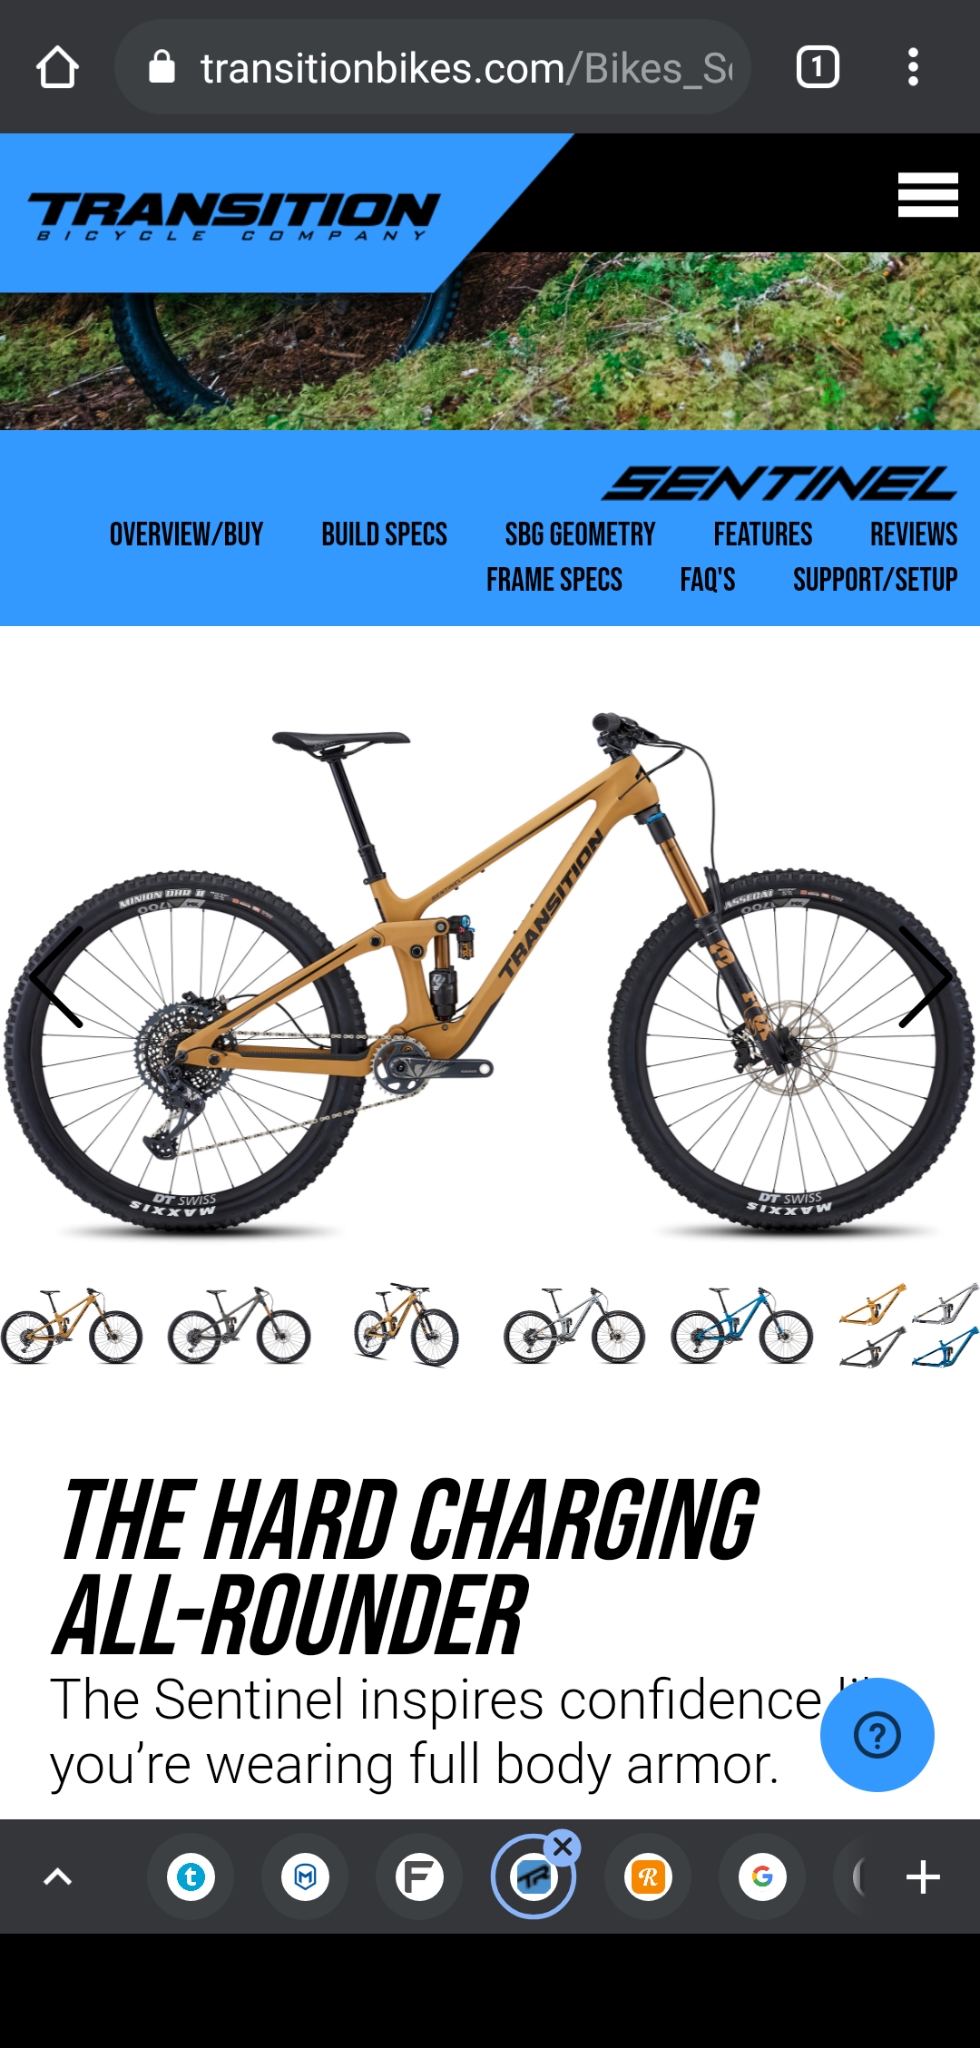 transitionbikes.com/Bikes_S
1
TRANSITION
BICYCLE COMPANY
SENTINEL
OVERVIEW/BUY BUILD SPECS SBG GEOMETRY FEATURES REVIEWS
FRAME SPECS FAQ'S SUPPORT/SETUP
TRANSITION
MINION DHR II
ASSEGAI
DT SWISS
MAXXIS
DT SWISS
MAXXIS
THE HARD CHARGING
ALL-ROUNDER
The Sentinel inspires confidence
you’re wearing full body armor.